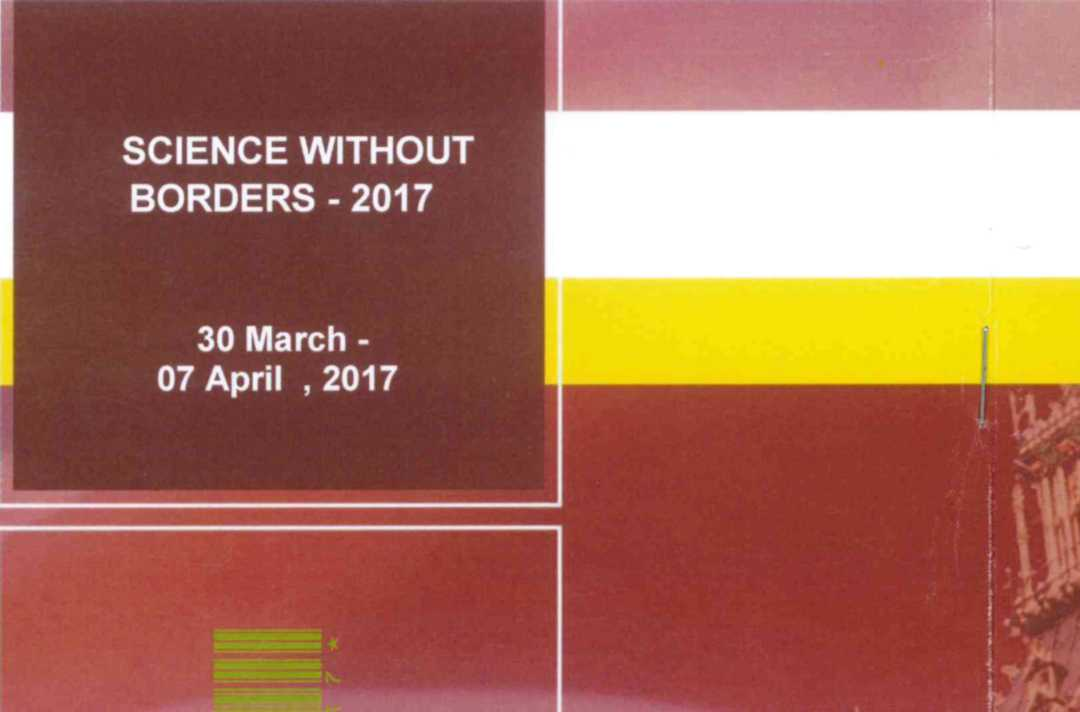 SCIENCE WITHOUT
BORDERS - 2017
30 March -
07 April , 2017